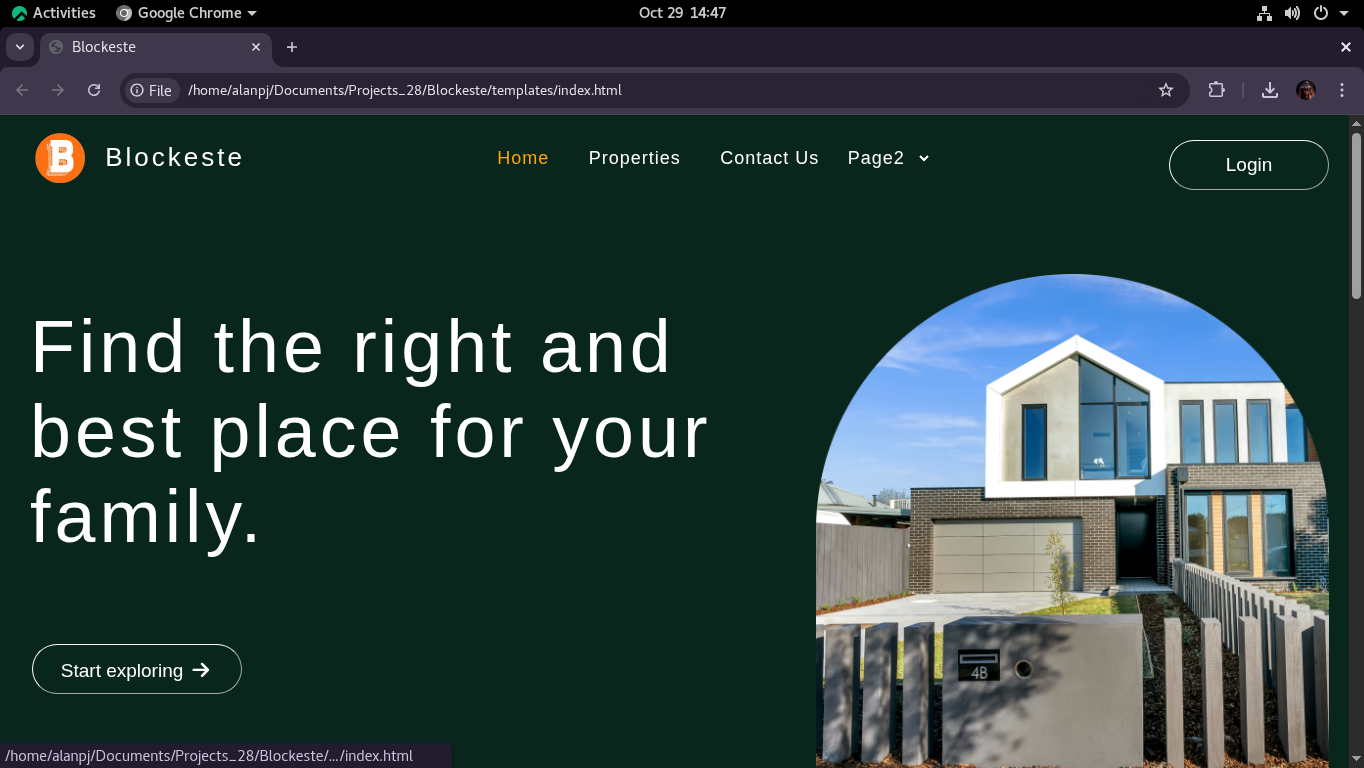 Activities Google Chrome Oct 29 14:47
Blockeste
File /home/alanpj/Documents/Projects_28/Blockeste/templates/index.html
B Blockeste Home Properties Contact Us Page2 Login
Find the right and
best place for your
family.
4B
Start exploring
/home/alanpj/Documents/Projects_28/Blockeste/.../index.html